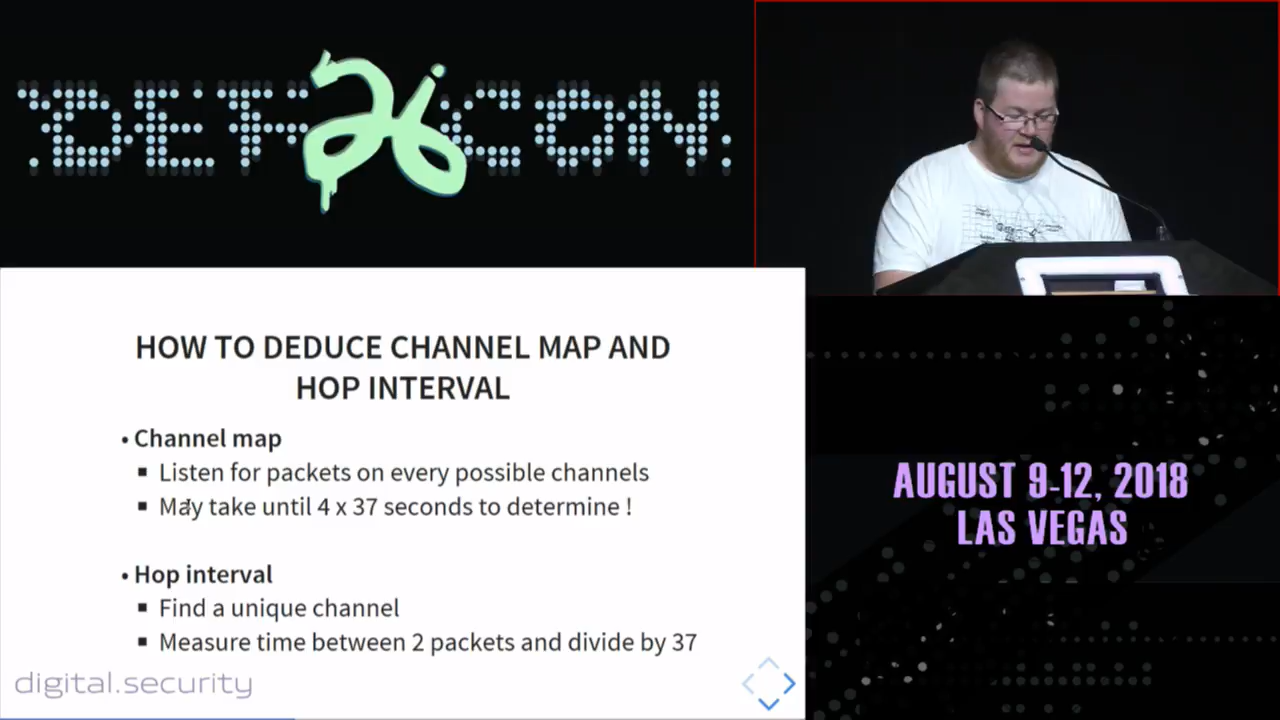 DEF 26 CON
HOW TO DEDUCE CHANNEL MAP AND
HOP INTERVAL
• Channel map
▪ Listen for packets on every possible channels
▪ May take until 4 x 37 seconds to determine !
• Hop interval
▪ Find a unique channel
▪ Measure time between 2 packets and divide by 37
digital.security
AUGUST 9-12, 2018
LAS VEGAS